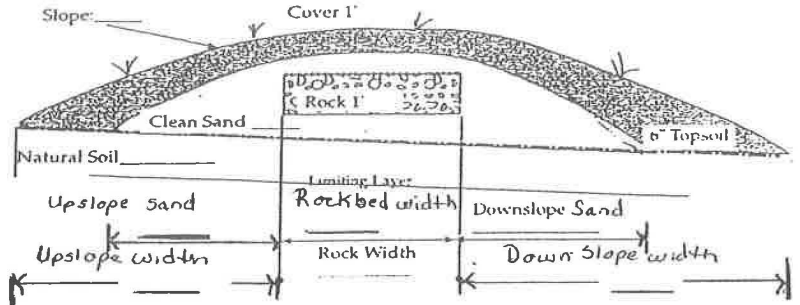 Cover 1'
Slope:
Rock 1'
Clean Sand
6" Topsoil
Natural Soil
Limiting Layer
Upslope Sand
Rockbed width
Downslope Sand
Upslope width
Rock Width
Down Slope width